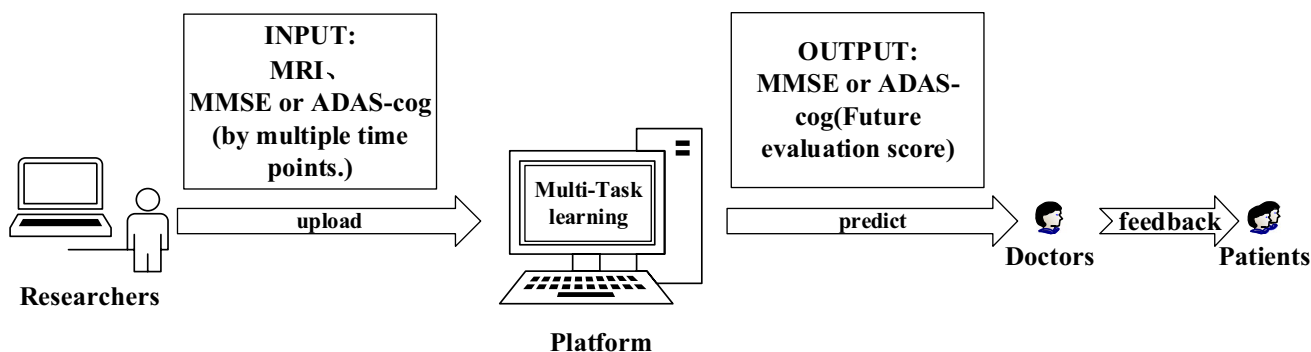 INPUT:
MRI、
MMSE or ADAS-cog
(by multiple time
points.)
upload
Researchers
Multi-Task
learning
Platform
OUTPUT:
MMSE or ADAS-
cog(Future
evaluation score)
predict
Doctors
feedback
Patients